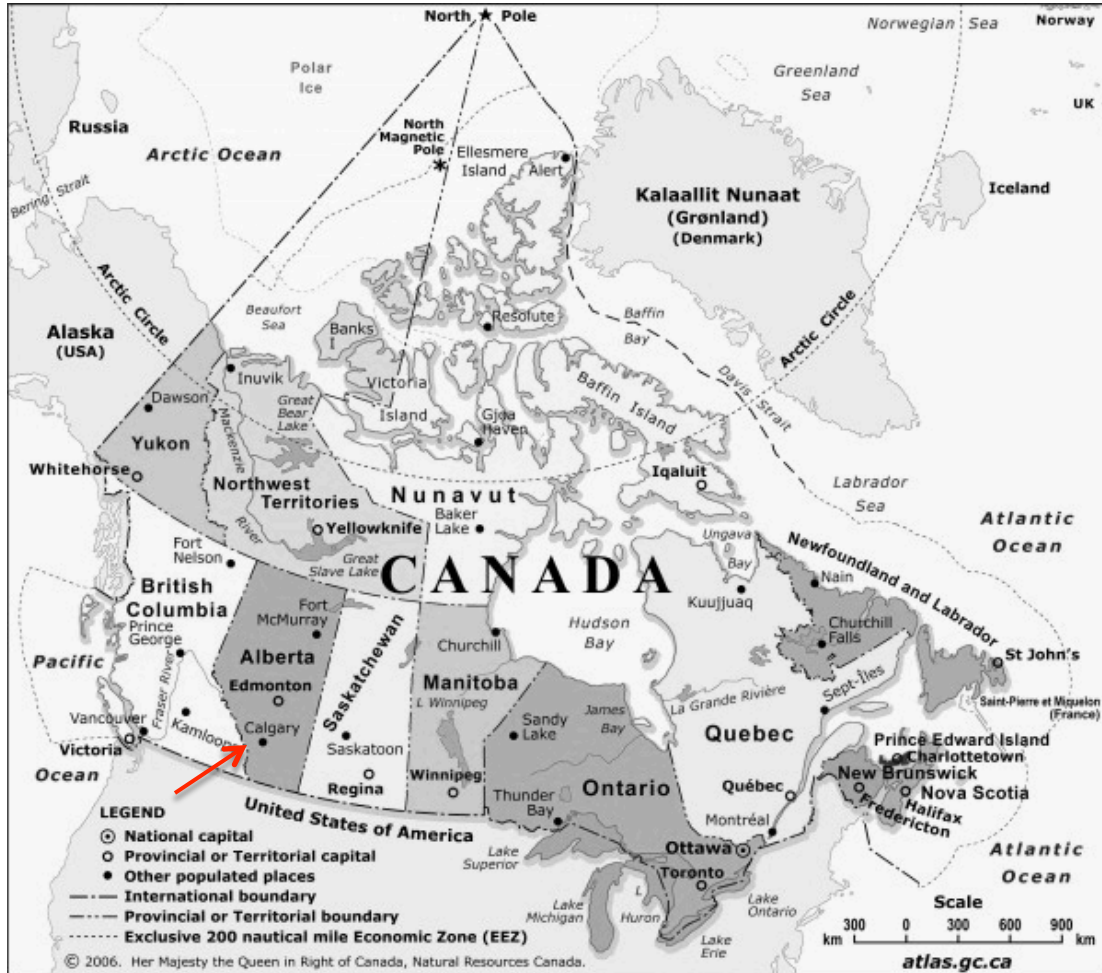 North Pole
Norwegian Sea
Norway
Polar
Ice
Greenland
Sea
UK
Russia
North
Magnetic
Pole
Arctic Ocean
Ellesmere
Island
Alert
Bering Strait
Kalaallit Nunaat
(Grønland)
(Denmark)
Iceland
Arctic Circle
Beaufort
Sea
Resolute
Baffin
Bay
Arctic Circle
Alaska
(USA)
Banks
I
Inuvik
Victoria
Island
Davis Strait
Baffin Island
Dawson
Great
Bear
Lake
Gjoa
Haven
Mackenzie
River
Yukon
Whitehorse
Iqaluit
Northwest
Territories
Nunavut
Labrador
Sea
Yellowknife
Baker
Lake
Atlantic
Ocean
Fort
Nelson
Great
Slave Lake
Ungava
Bay
CANADA
Newfoundland and Labrador
Nain
British
Columbia
Kuujjuaq
Fort
McMurray
Prince
George
Hudson
Bay
Churchill
Churchill
Falls
Pacific
Ocean
Fraser River
Alberta
Saskatchewan
St John's
Edmonton
Manitoba
Sept-Îles
L Winnipeg
La Grande Rivière
Saint-Pierre et Miquelon
(France)
Vancouver
Kamloops
Calgary
Sandy
Lake
James
Bay
Victoria
Saskatoon
Quebec
Prince Edward Island
Charlottetown
Regina
Winnipeg
Ontario
New Brunswick
Québec
Nova Scotia
Thunder
Bay
Halifax
Fredericton
Montréal
United States of America
Ottawa
Lake
Superior
Toronto
Atlantic
Ocean
Lake
Michigan
L
Huron
Lake
Ontario
Lake
Erie
LEGEND
National capital
Provincial or Territorial capital
Other populated places
International boundary
Provincial or Territorial boundary
Exclusive 200 nautical mile Economic Zone (EEZ)
Scale
300 0 300 600 900
km km
© 2006. Her Majesty the Queen in Right of Canada, Natural Resources Canada.
atlas.gc.ca